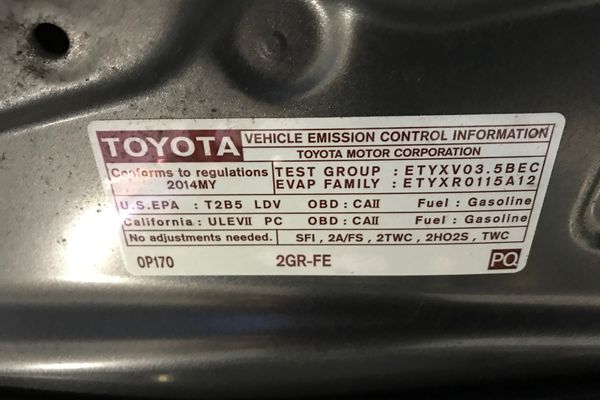 TOYOTA VEHICLE EMISSION CONTROL INFORMATION
TOYOTA MOTOR CORPORATION
Conforms to regulations
2014MY
TEST GROUP : ETYXV03.5BEC
EVAP FAMILY : ETYXR0115A12
U.S.EPA : T2B5 LDV OBD : CAII Fuel : Gasoline
California : ULEVII PC OBD : CAII Fuel : Gasoline
No adjustments needed. SFI , 2A/FS , 2TWC , 2HO2S , TWC
0P170 2GR-FE PQ